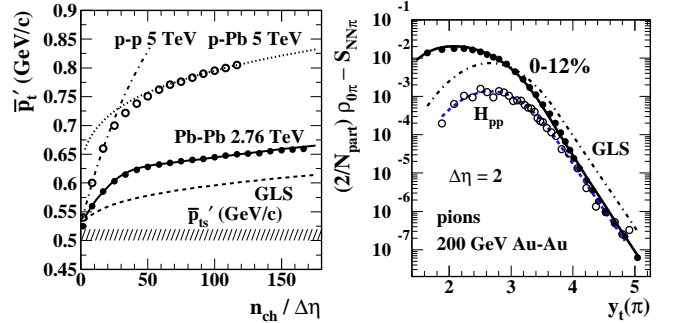 p̅t′ (GeV/c)
0.9
0.85
0.8
0.75
0.7
0.65
0.6
0.55
0.5
0.45
p-p 5 TeV
p-Pb 5 TeV
Pb-Pb 2.76 TeV
GLS
p̅ts′ (GeV/c)
0
50
100
150
nch / Δη
(2/Npart) ρ0π − SNNπ
10-1
10-2
10-3
10-4
10-5
10-6
10-7
0-12%
Hpp
GLS
Δη = 2
pions
200 GeV Au-Au
2
3
4
5
yt(π)